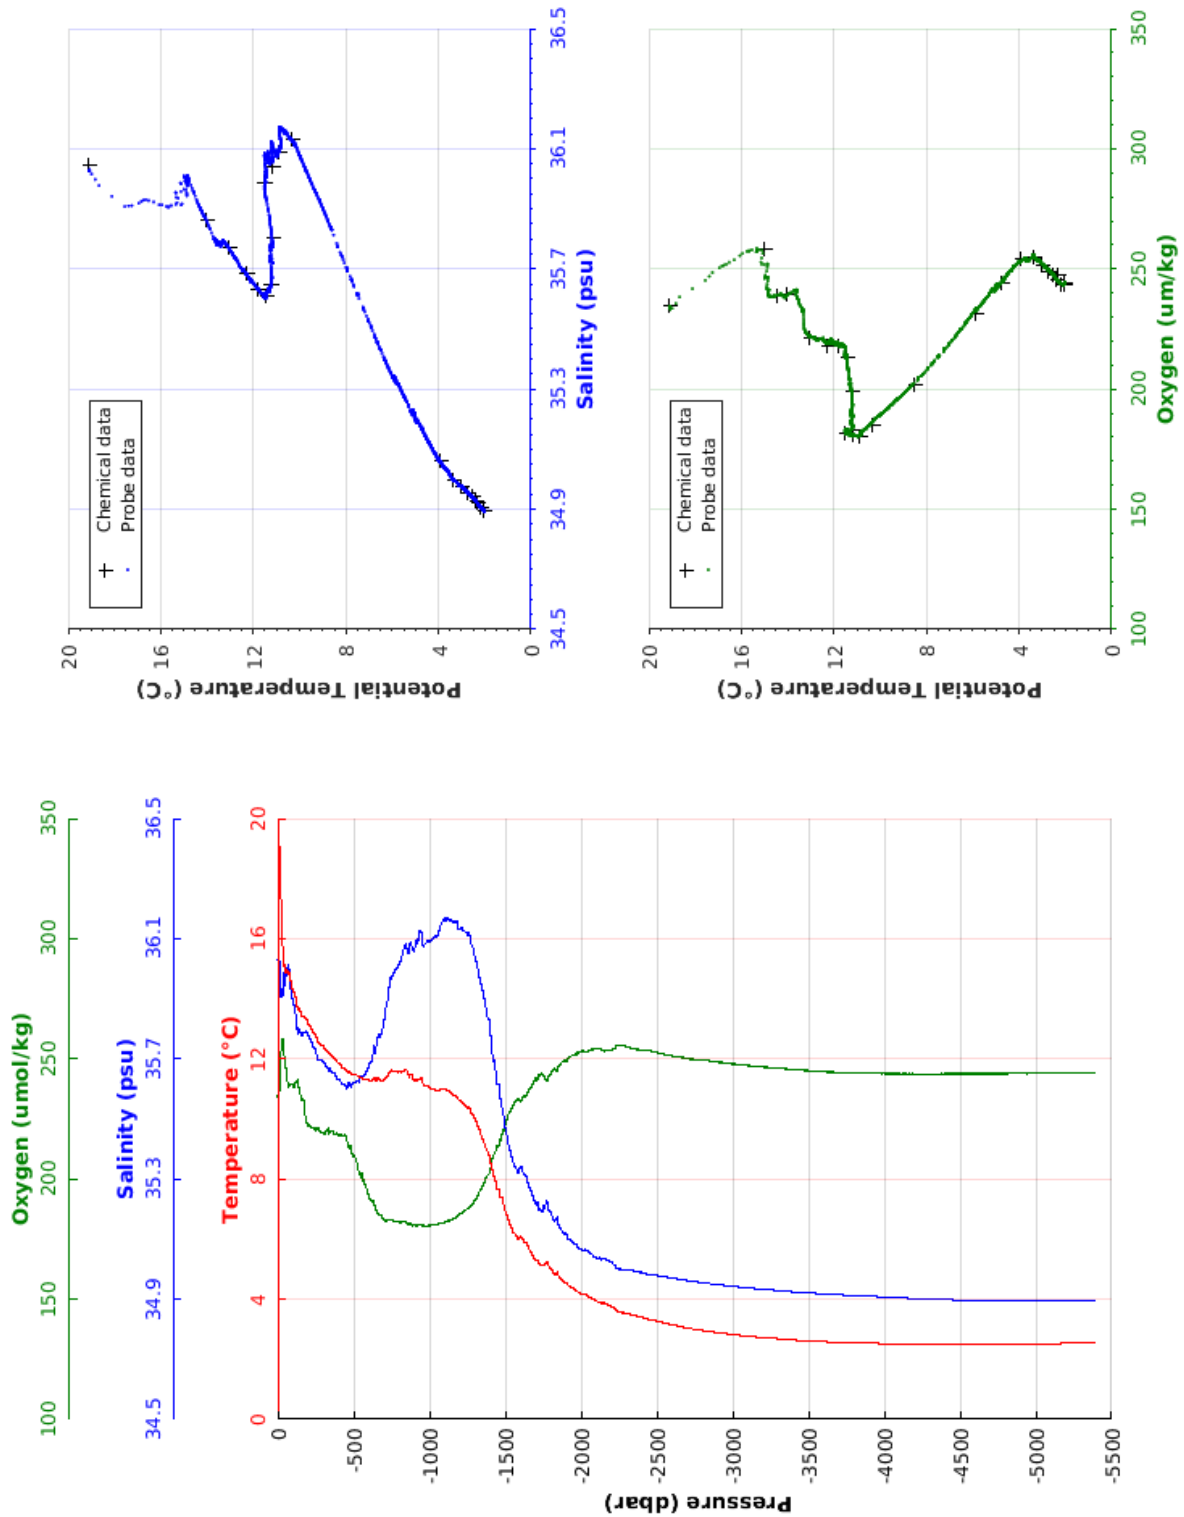 Oxygen (umol/kg)
100 150 200 250 300 350
Salinity (psu)
34.5 34.9 35.3 35.7 36.1 36.5
Temperature (°C)
0 4 8 12 16 20
Pressure (dbar)
0
-500
-1000
-1500
-2000
-2500
-3000
-3500
-4000
-4500
-5000
-5500
Potential Temperature (°C)
20
16
12
8
4
0
Chemical data
Probe data
34.5 34.9 35.3 35.7 36.1 36.5
Salinity (psu)
Potential Temperature (°C)
20
16
12
8
4
0
Chemical data
Probe data
100 150 200 250 300 350
Oxygen (um/kg)